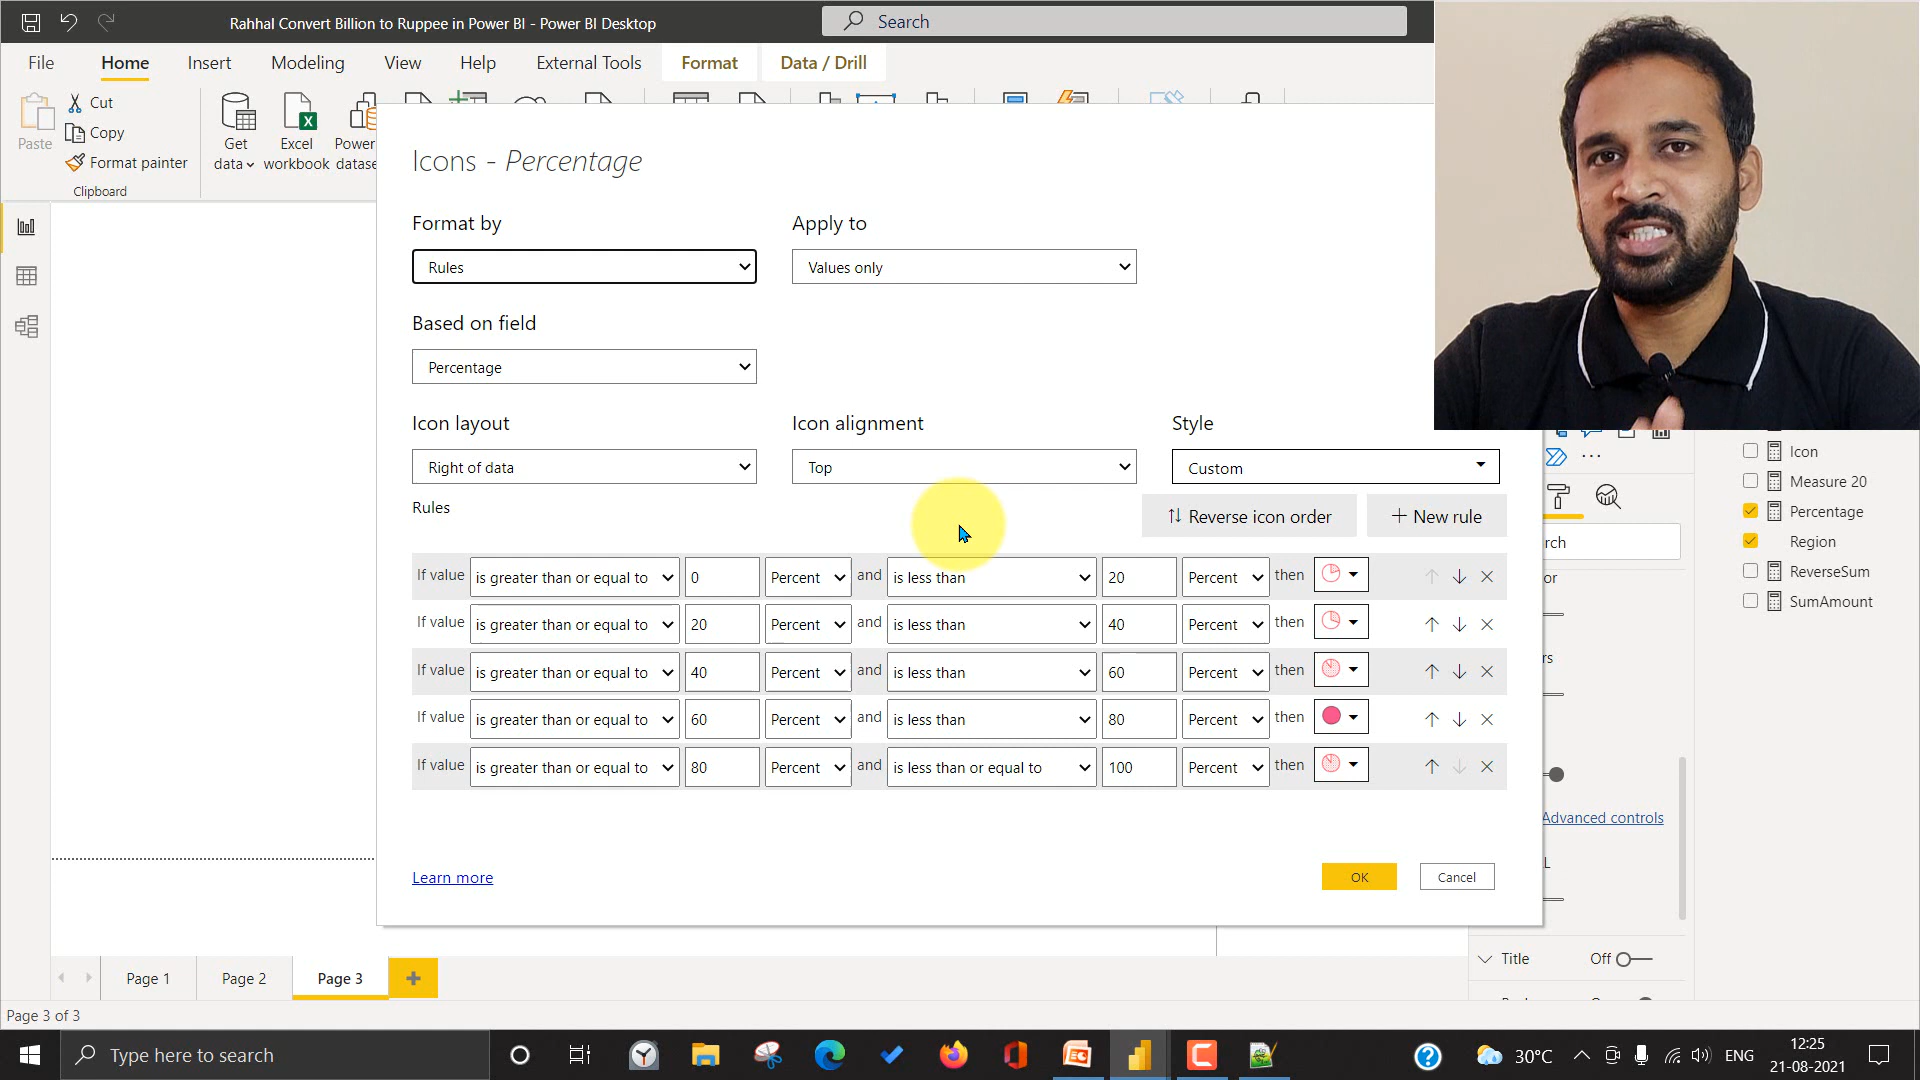 Rahhal Convert Billion to Ruppee in Power BI - Power BI Desktop
Search
File Home Insert Modeling View Help External Tools Format Data / Drill
Paste
Cut
Copy
Format painter
Clipboard
Get data
Excel workbook
Power datase
Icons - Percentage
Format by
Rules
Apply to
Values only
Based on field
Percentage
Icon layout
Right of data
Icon alignment
Top
Style
Custom
Rules
Reverse icon order
New rule
If value is greater than or equal to 0 Percent and is less than 20 Percent then
If value is greater than or equal to 20 Percent and is less than 40 Percent then
If value is greater than or equal to 40 Percent and is less than 60 Percent then
If value is greater than or equal to 60 Percent and is less than 80 Percent then
If value is greater than or equal to 80 Percent and is less than or equal to 100 Percent then
Learn more
OK
Cancel
Icon
Measure 20
Percentage
Region
ReverseSum
SumAmount
rch
or
rs
Advanced controls
L
Title Off
Page 1
Page 2
Page 3
Page 3 of 3
Type here to search
30°C
ENG
12:25
21-08-2021